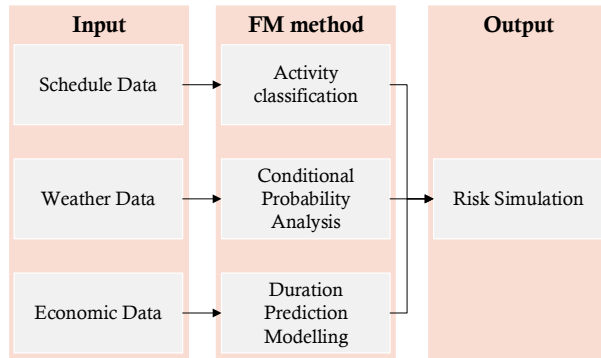 Input
FM method
Output
Schedule Data
Activity
classification
Weather Data
Conditional
Probability
Analysis
Risk Simulation
Economic Data
Duration
Prediction
Modelling